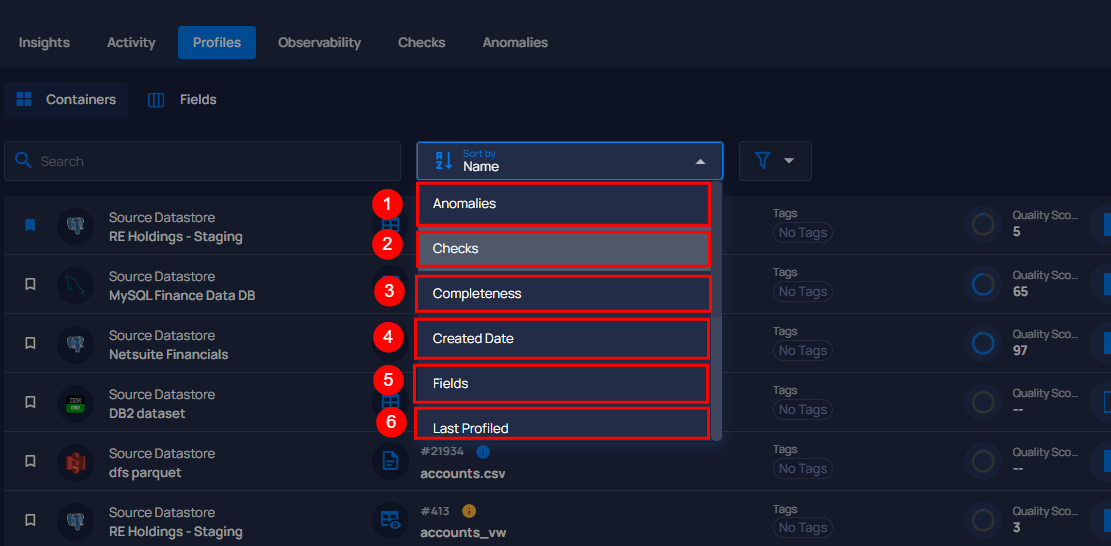 Insights Activity Profiles Observability Checks Anomalies
Containers Fields
Search
Sort by
Name
1 Anomalies
2 Checks
3 Completeness
4 Created Date
5 Fields
6 Last Profiled
Source Datastore
RE Holdings - Staging
Tags
No Tags
Quality Sco...
5
Source Datastore
MySQL Finance Data DB
Tags
No Tags
Quality Sco...
65
Source Datastore
Netsuite Financials
Tags
No Tags
Quality Sco...
97
Source Datastore
DB2 dataset
Tags
No Tags
Quality Sco...
--
Source Datastore
dfs parquet
#21934
accounts.csv
Tags
No Tags
Quality Sco...
--
Source Datastore
RE Holdings - Staging
#413
accounts_vw
Tags
No Tags
Quality Sco...
3